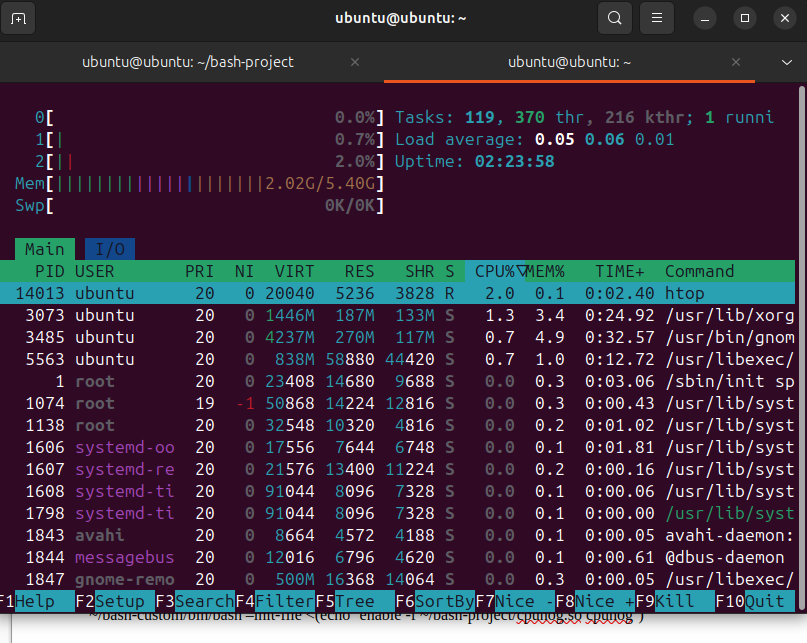 ubuntu@ubuntu: ~
ubuntu@ubuntu: ~/bash-project
ubuntu@ubuntu: ~
0[ 0.0%] Tasks: 119, 370 thr, 216 kthr; 1 runni
1[| 0.7%] Load average: 0.05 0.06 0.01
2[|| 2.0%] Uptime: 02:23:58
Mem[|||||||||||||||||||||2.02G/5.40G]
Swp[ 0K/0K]
Main I/O
PID USER PRI NI VIRT RES SHR S CPU%▽MEM% TIME+ Command
14013 ubuntu 20 0 20040 5236 3828 R 2.0 0.1 0:02.40 htop
3073 ubuntu 20 0 1446M 187M 133M S 1.3 3.4 0:24.92 /usr/lib/xorg
3485 ubuntu 20 0 4237M 270M 117M S 0.7 4.9 0:32.57 /usr/bin/gnom
5563 ubuntu 20 0 838M 58880 44420 S 0.7 1.0 0:12.72 /usr/libexec/
1 root 20 0 23408 14680 9688 S 0.0 0.3 0:03.06 /sbin/init sp
1074 root 19 -1 50868 14224 12816 S 0.0 0.3 0:00.43 /usr/lib/syst
1138 root 20 0 32548 10320 4816 S 0.0 0.2 0:01.02 /usr/lib/syst
1606 systemd-oo 20 0 17556 7644 6748 S 0.0 0.1 0:01.81 /usr/lib/syst
1607 systemd-re 20 0 21576 13400 11224 S 0.0 0.2 0:00.16 /usr/lib/syst
1608 systemd-ti 20 0 91044 8096 7328 S 0.0 0.1 0:00.06 /usr/lib/syst
1798 systemd-ti 20 0 91044 8096 7328 S 0.0 0.1 0:00.00 /usr/lib/syst
1843 avahi 20 0 8664 4572 4188 S 0.0 0.1 0:00.05 avahi-daemon:
1844 messagebus 20 0 12016 6796 4620 S 0.0 0.1 0:00.61 @dbus-daemon
1847 gnome-remo 20 0 500M 16368 14064 S 0.0 0.3 0:00.05 /usr/libexec/
F1Help F2Setup F3SearchF4FilterF5Tree F6SortByF7Nice -F8Nice +F9Kill F10Quit
~/bash-custom/bin/bash --init-file <(echo "enable -f ~/bash-project/cpuhog.so cpuhog")